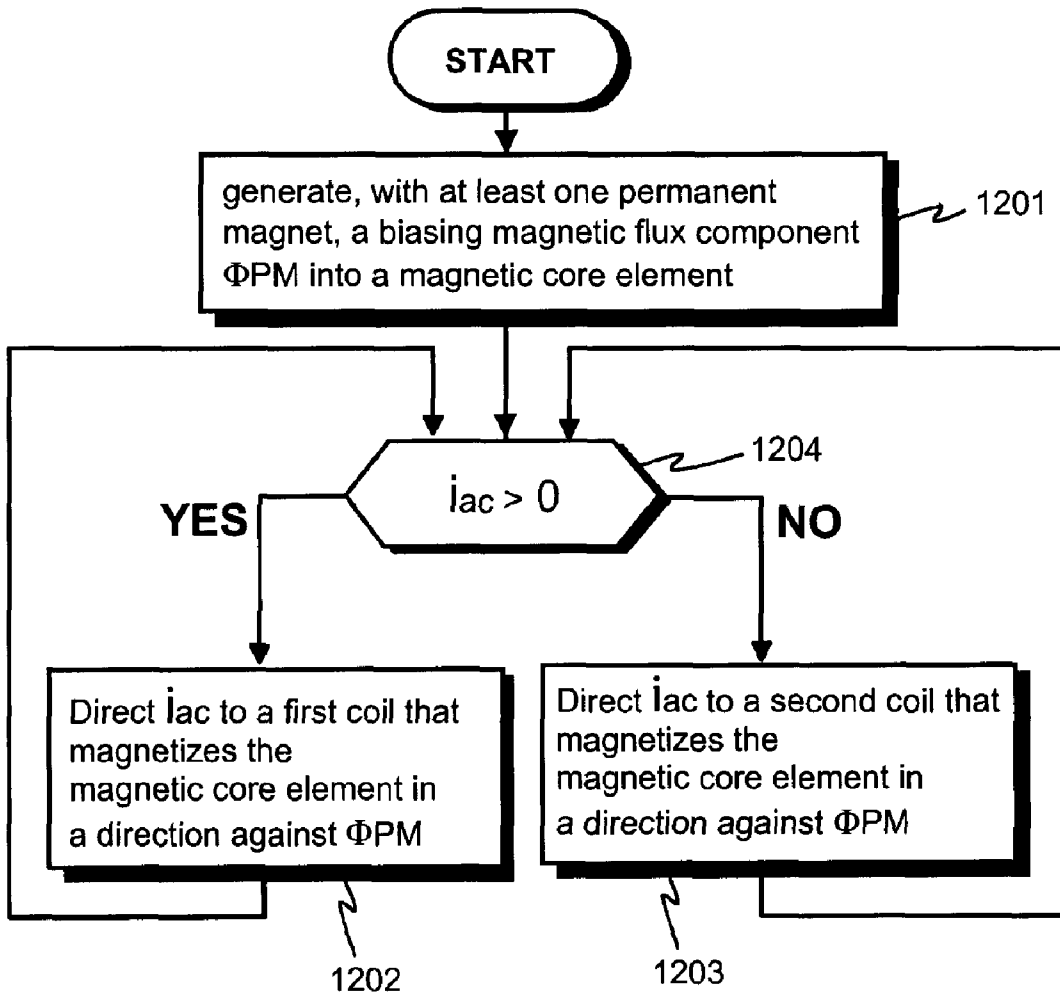 START
generate, with at least one permanent
magnet, a biasing magnetic flux component
ΦPM into a magnetic core element
1201
1204
iac > 0
YES
NO
Direct iac to a first coil that
magnetizes the
magnetic core element in
a direction against ΦPM
Direct iac to a second coil that
magnetizes the
magnetic core element in
a direction against ΦPM
1202
1203